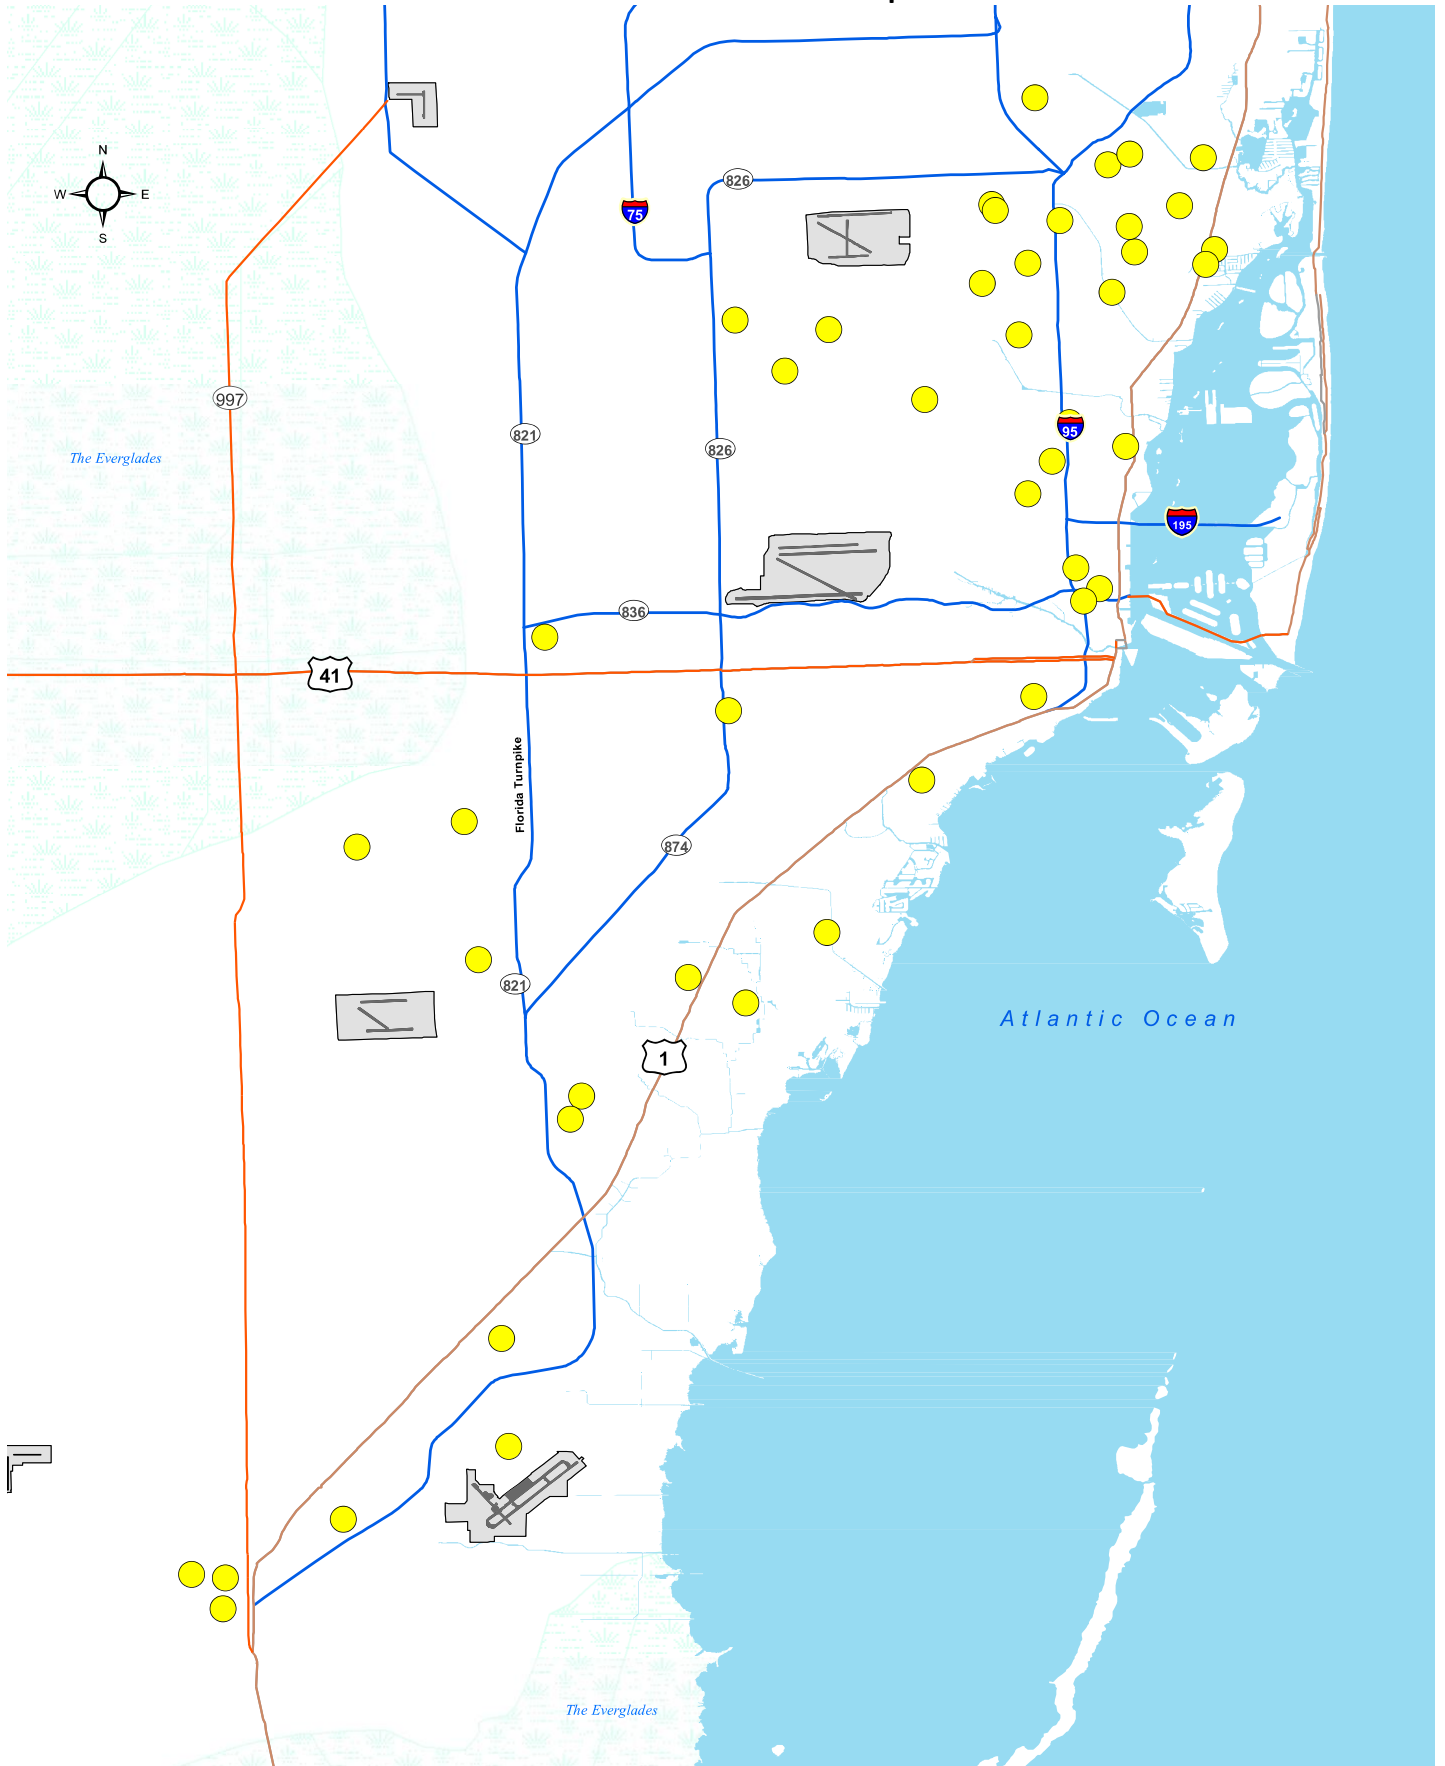 N
W E
S
826
75
997
821
826
95
The Everglades
195
836
41
Florida Turnpike
874
821
Atlantic Ocean
1
The Everglades